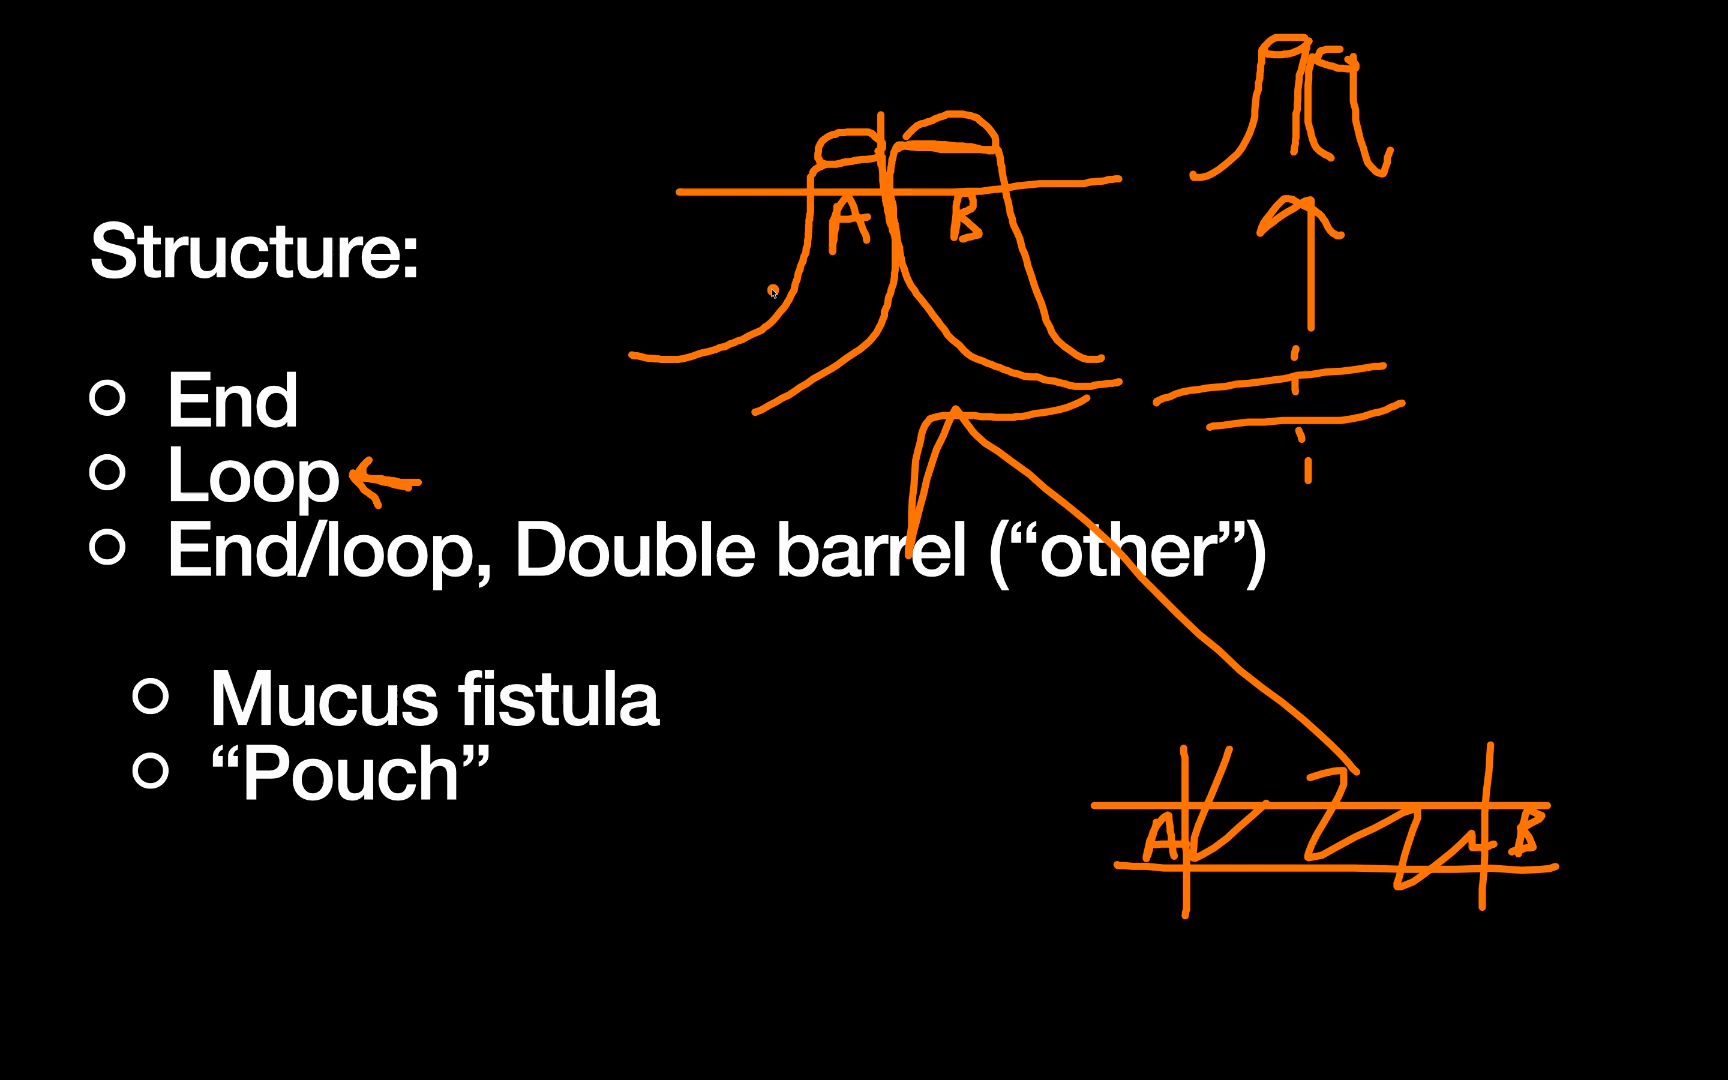 A B
Structure:
○ End
○ Loop
○ End/loop, Double barrel (“other”)
○ Mucus fistula
○ “Pouch”
A B